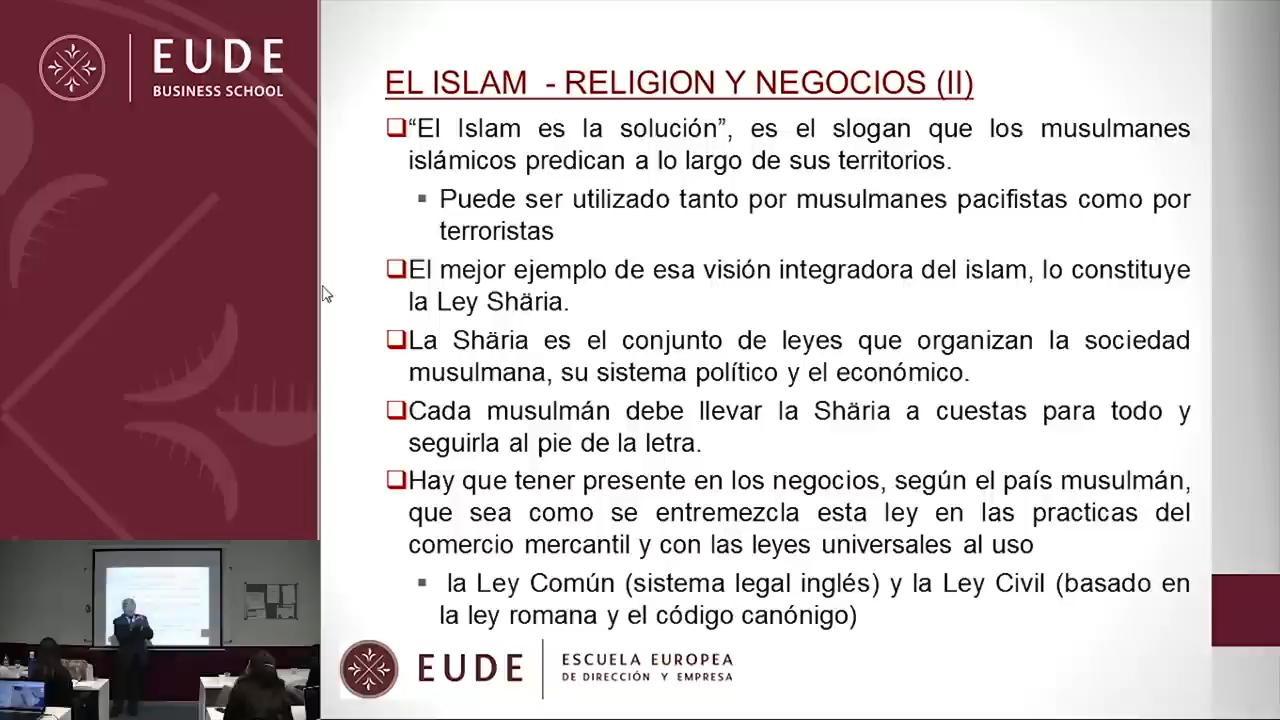 EUDE
BUSINESS SCHOOL
EL ISLAM - RELIGION Y NEGOCIOS (II)
“El Islam es la solución”, es el slogan que los musulmanes
islámicos predican a lo largo de sus territorios.
Puede ser utilizado tanto por musulmanes pacifistas como por
terroristas
El mejor ejemplo de esa visión integradora del islam, lo constituye
la Ley Shäria.
La Shäria es el conjunto de leyes que organizan la sociedad
musulmana, su sistema político y el económico.
Cada musulmán debe llevar la Shäria a cuestas para todo y
seguirla al pie de la letra.
Hay que tener presente en los negocios, según el país musulmán,
que sea como se entremezcla esta ley en las practicas del
comercio mercantil y con las leyes universales al uso
la Ley Común (sistema legal inglés) y la Ley Civil (basado en
la ley romana y el código canónigo)
EUDE
ESCUELA EUROPEA
DE DIRECCIÓN Y EMPRESA